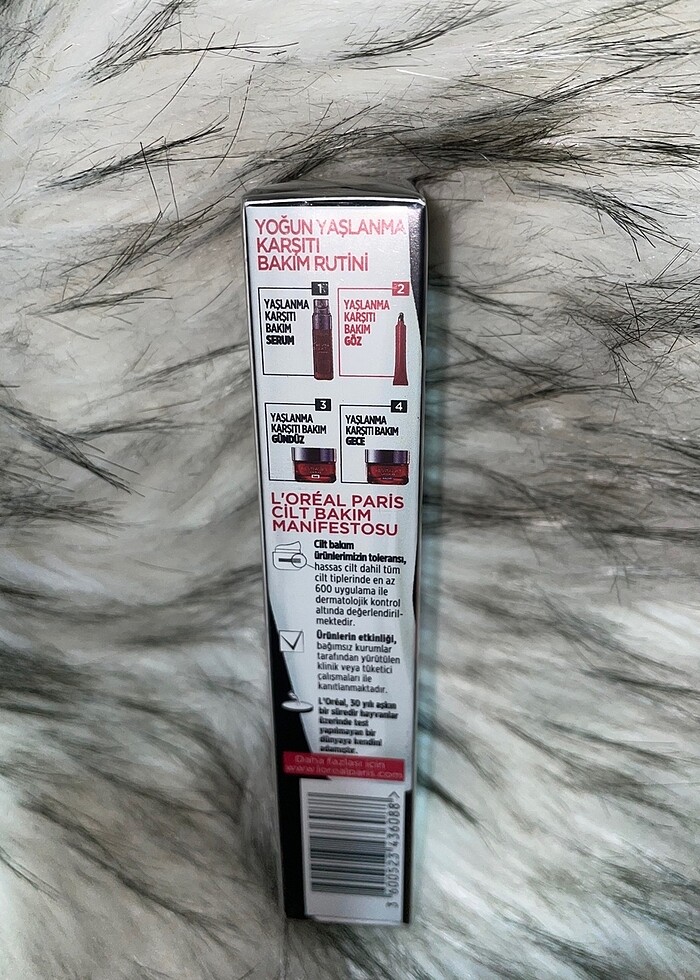 YOĞUN YAŞLANMA
KARŞITI
BAKIM RUTİNİ
1
YAŞLANMA
KARŞITI
BAKIM
SERUM
2
YAŞLANMA
KARŞITI
BAKIM
GÖZ
3
YAŞLANMA
KARŞITI BAKIM
GÜNDÜZ
4
YAŞLANMA
KARŞITI BAKIM
GECE
L'ORÉAL PARİS
CİLT BAKIM
MANİFESTOSU
Cilt bakım
ürünlerimizin toleransı,
hassas cilt dahil tüm
cilt tiplerinde en az
600 uygulama ile
dermatolojik kontrol
altında değerlendiril-
mektedir.
Ürünlerin etkinliği,
bağımsız kurumlar
tarafından yürütülen
klinik veya tüketici
çalışmaları ile
kanıtlanmaktadır.
L'Oréal, 30 yılı aşkın
bir süredir hayvanlar
üzerinde test
yapılmayan bir
dünyaya kendini
adamıştır.
Daha fazlası için
www.lorealparis.com
3 600523 436088 >